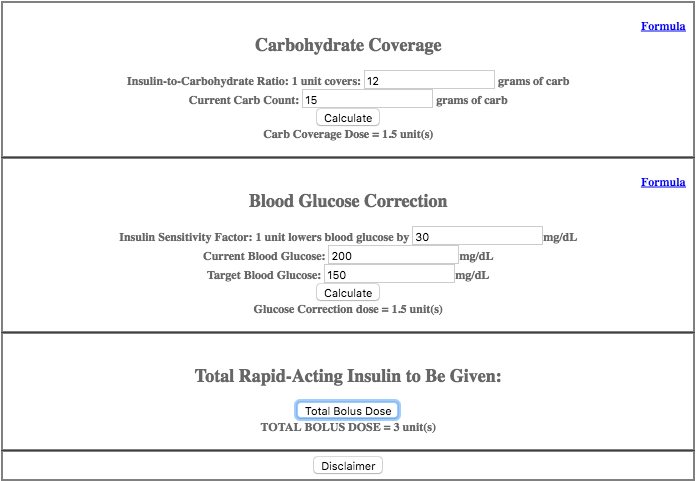 Formula
Carbohydrate Coverage
Insulin-to-Carbohydrate Ratio: 1 unit covers: 12 grams of carb
Current Carb Count: 15 grams of carb
Calculate
Carb Coverage Dose = 1.5 unit(s)
Formula
Blood Glucose Correction
Insulin Sensitivity Factor: 1 unit lowers blood glucose by 30 mg/dL
Current Blood Glucose: 200 mg/dL
Target Blood Glucose: 150 mg/dL
Calculate
Glucose Correction dose = 1.5 unit(s)
Total Rapid-Acting Insulin to Be Given:
Total Bolus Dose
TOTAL BOLUS DOSE = 3 unit(s)
Disclaimer